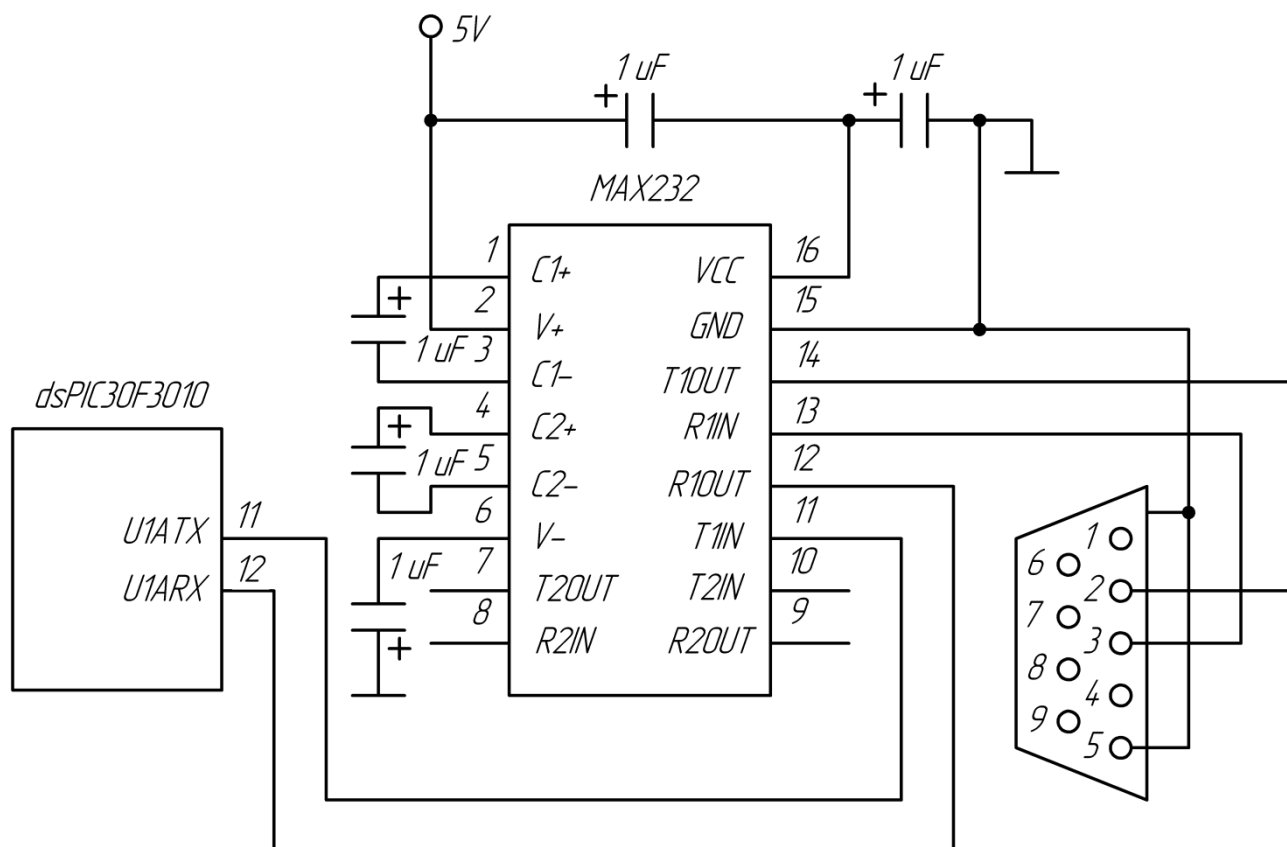 5V
1 uF
1 uF
MAX232
1
C1+
VCC
16
2
V+
GND
15
1 uF
3
C1-
T1OUT
14
dsPIC30F3010
4
C2+
R1IN
13
1 uF
5
C2-
R1OUT
12
U1ATX
11
6
V-
T1IN
11
U1ARX
12
1 uF
7
T2OUT
T2IN
10
8
R2IN
R2OUT
9
1
6
2
7
3
8
4
9
5